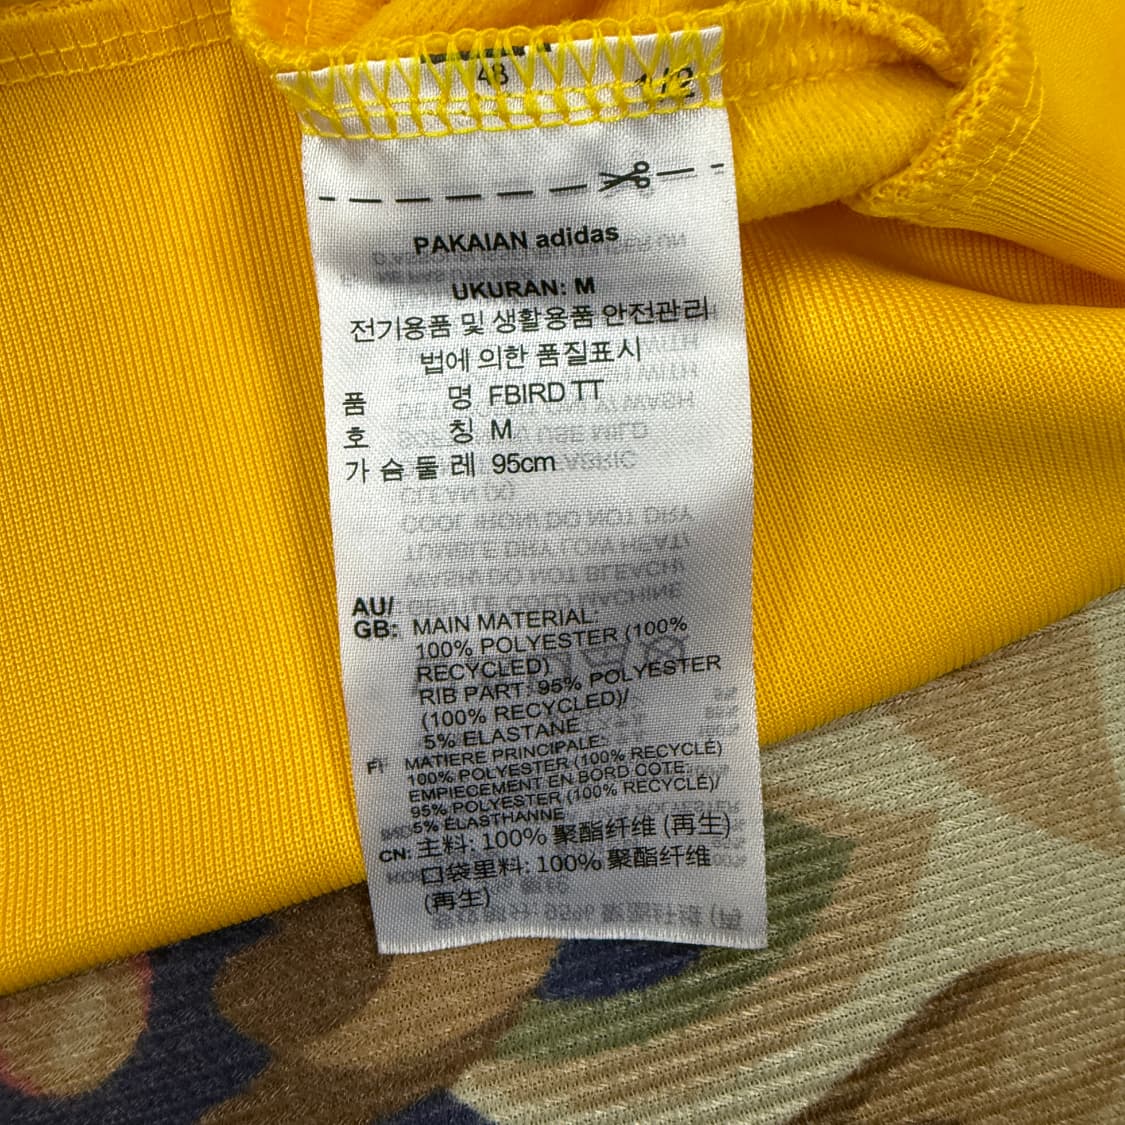 48
1/2
PAKAIAN adidas
UKURAN: M
전기용품 및 생활용품 안전관리
법에 의한 품질표시
품 명 FBIRD TT
호 칭 M
가슴둘레 95cm
AU/
GB: MAIN MATERIAL:
100% POLYESTER (100%
RECYCLED)
RIB PART: 95% POLYESTER
(100% RECYCLED)/
5% ELASTANE
MATIERE PRINCIPALE:
100% POLYESTER (100% RECYCLÉ)
EMPIECEMENT EN BORD COTE:
95% POLYESTER (100% RECYCLÉ)/
5% ELASTHANNE
CN: 主料: 100% 聚酯纤维 (再生)
口袋里料: 100% 聚酯纤维
(再生)